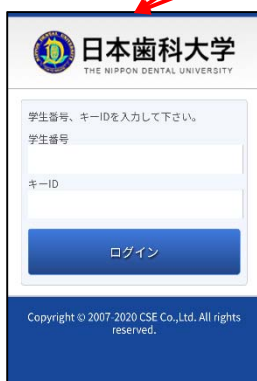 日本歯科大学
THE NIPPON DENTAL UNIVERSITY
学生番号、キーIDを入力して下さい。
学生番号
キーID
ログイン
Copyright © 2007-2020 CSE Co.,Ltd. All rights
reserved.